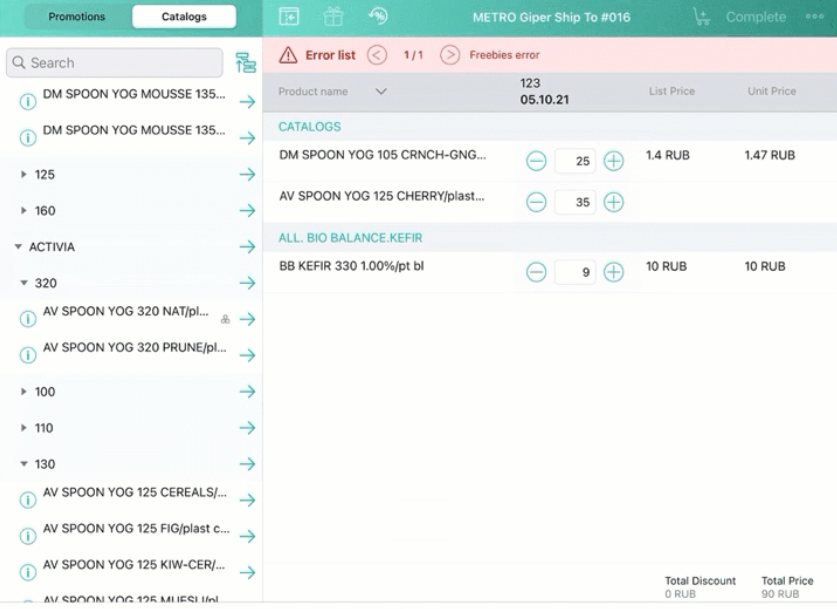 Promotions
Catalogs
METRO Giper Ship To #016
Complete
Search
Error list
1/1
Freebies error
Product name
123
05.10.21
List Price
Unit Price
DM SPOON YOG MOUSSE 135...
DM SPOON YOG MOUSSE 135...
125
160
ACTIVIA
320
AV SPOON YOG 320 NAT/pl...
AV SPOON YOG 320 PRUNE/pl...
100
110
130
AV SPOON YOG 125 CEREALS/...
AV SPOON YOG 125 FIG/plast c...
AV SPOON YOG 125 KIW-CER/...
AV SPOON YOG 125 MUESLI/pl
CATALOGS
DM SPOON YOG 105 CRNCH-GNG...
25
1.4 RUB
1.47 RUB
AV SPOON YOG 125 CHERRY/plast...
35
ALL. BIO BALANCE.KEFIR
BB KEFIR 330 1.00%/pt bl
9
10 RUB
10 RUB
Total Discount
0 RUB
Total Price
90 RUB